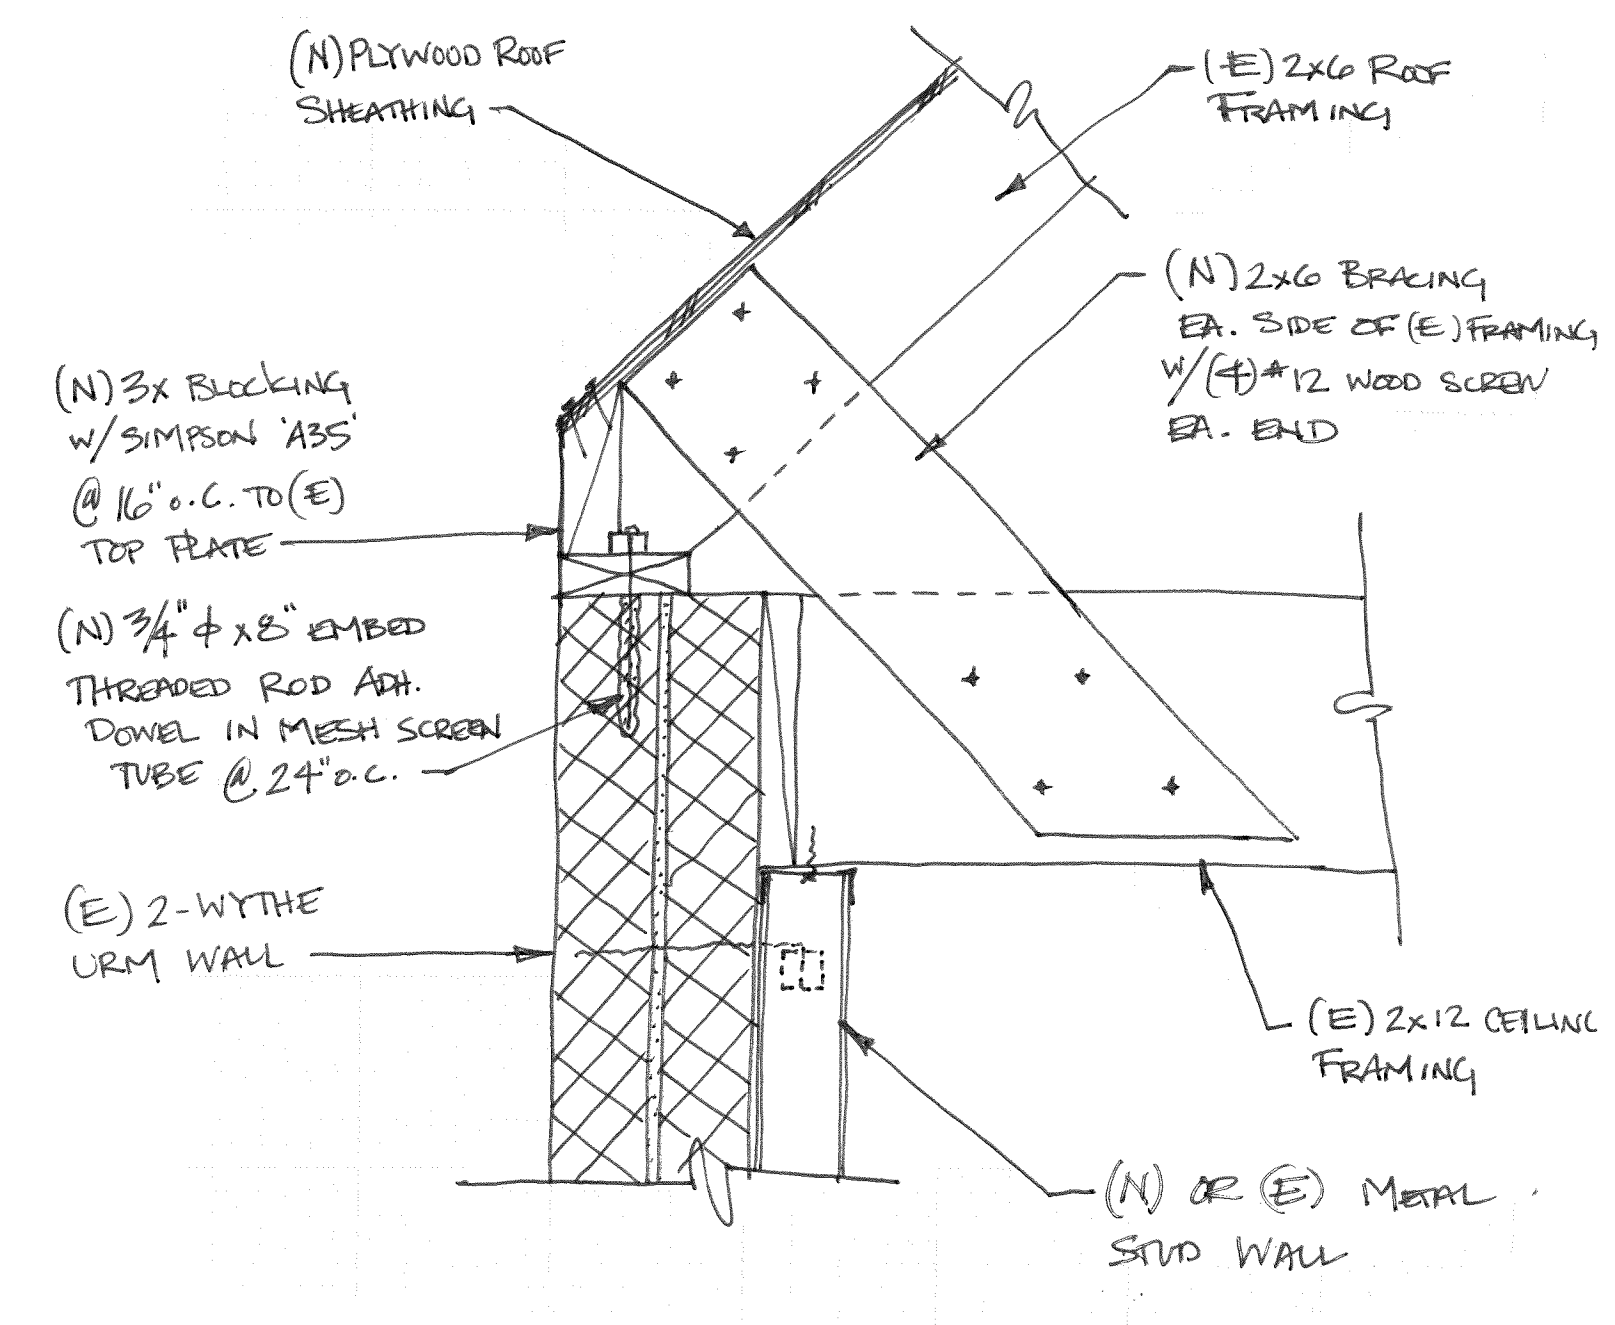 (N) PLYWOOD ROOF
SHEATHING
(E) 2x6 ROOF
FRAMING
(N) 2x6 BRACING
EA. SIDE OF (E) FRAMING
W/(4) #12 WOOD SCREW
EA. END
(N) 3x BLOCKING
W/ SIMPSON 'A35'
@ 16" O.C. TO (E)
TOP PLATE
(N) 3/4" ϕ x 8" EMBED
THREADED ROD ADH.
DOWEL IN MESH SCREEN
TUBE @ 24" O.C.
(E) 2-WYTHE
URM WALL
(E) 2x12 CEILING
FRAMING
(N) OR (E) METAL
STUD WALL